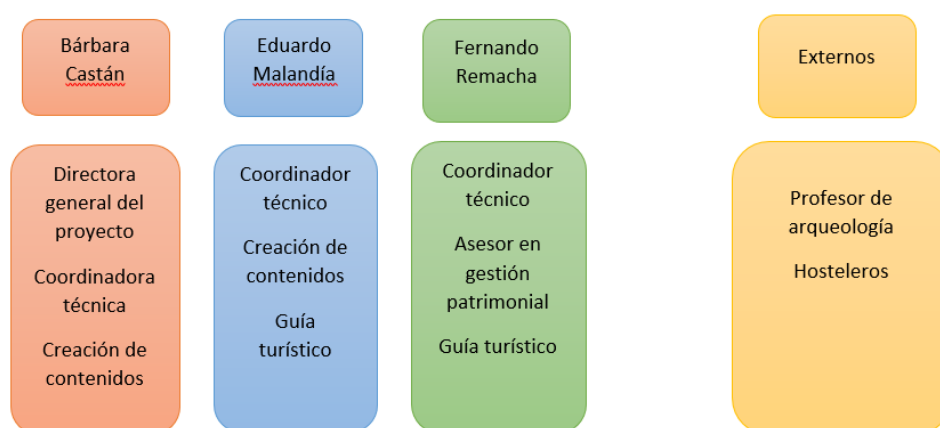 Bárbara
Castán
Eduardo
Malandía
Fernando
Remacha
Externos
Directora
general del
proyecto
Coordinadora
técnica
Creación de
contenidos
Coordinador
técnico
Creación de
contenidos
Guía
turístico
Coordinador
técnico
Asesor en
gestión
patrimonial
Guía turístico
Profesor de
arqueología
Hosteleros